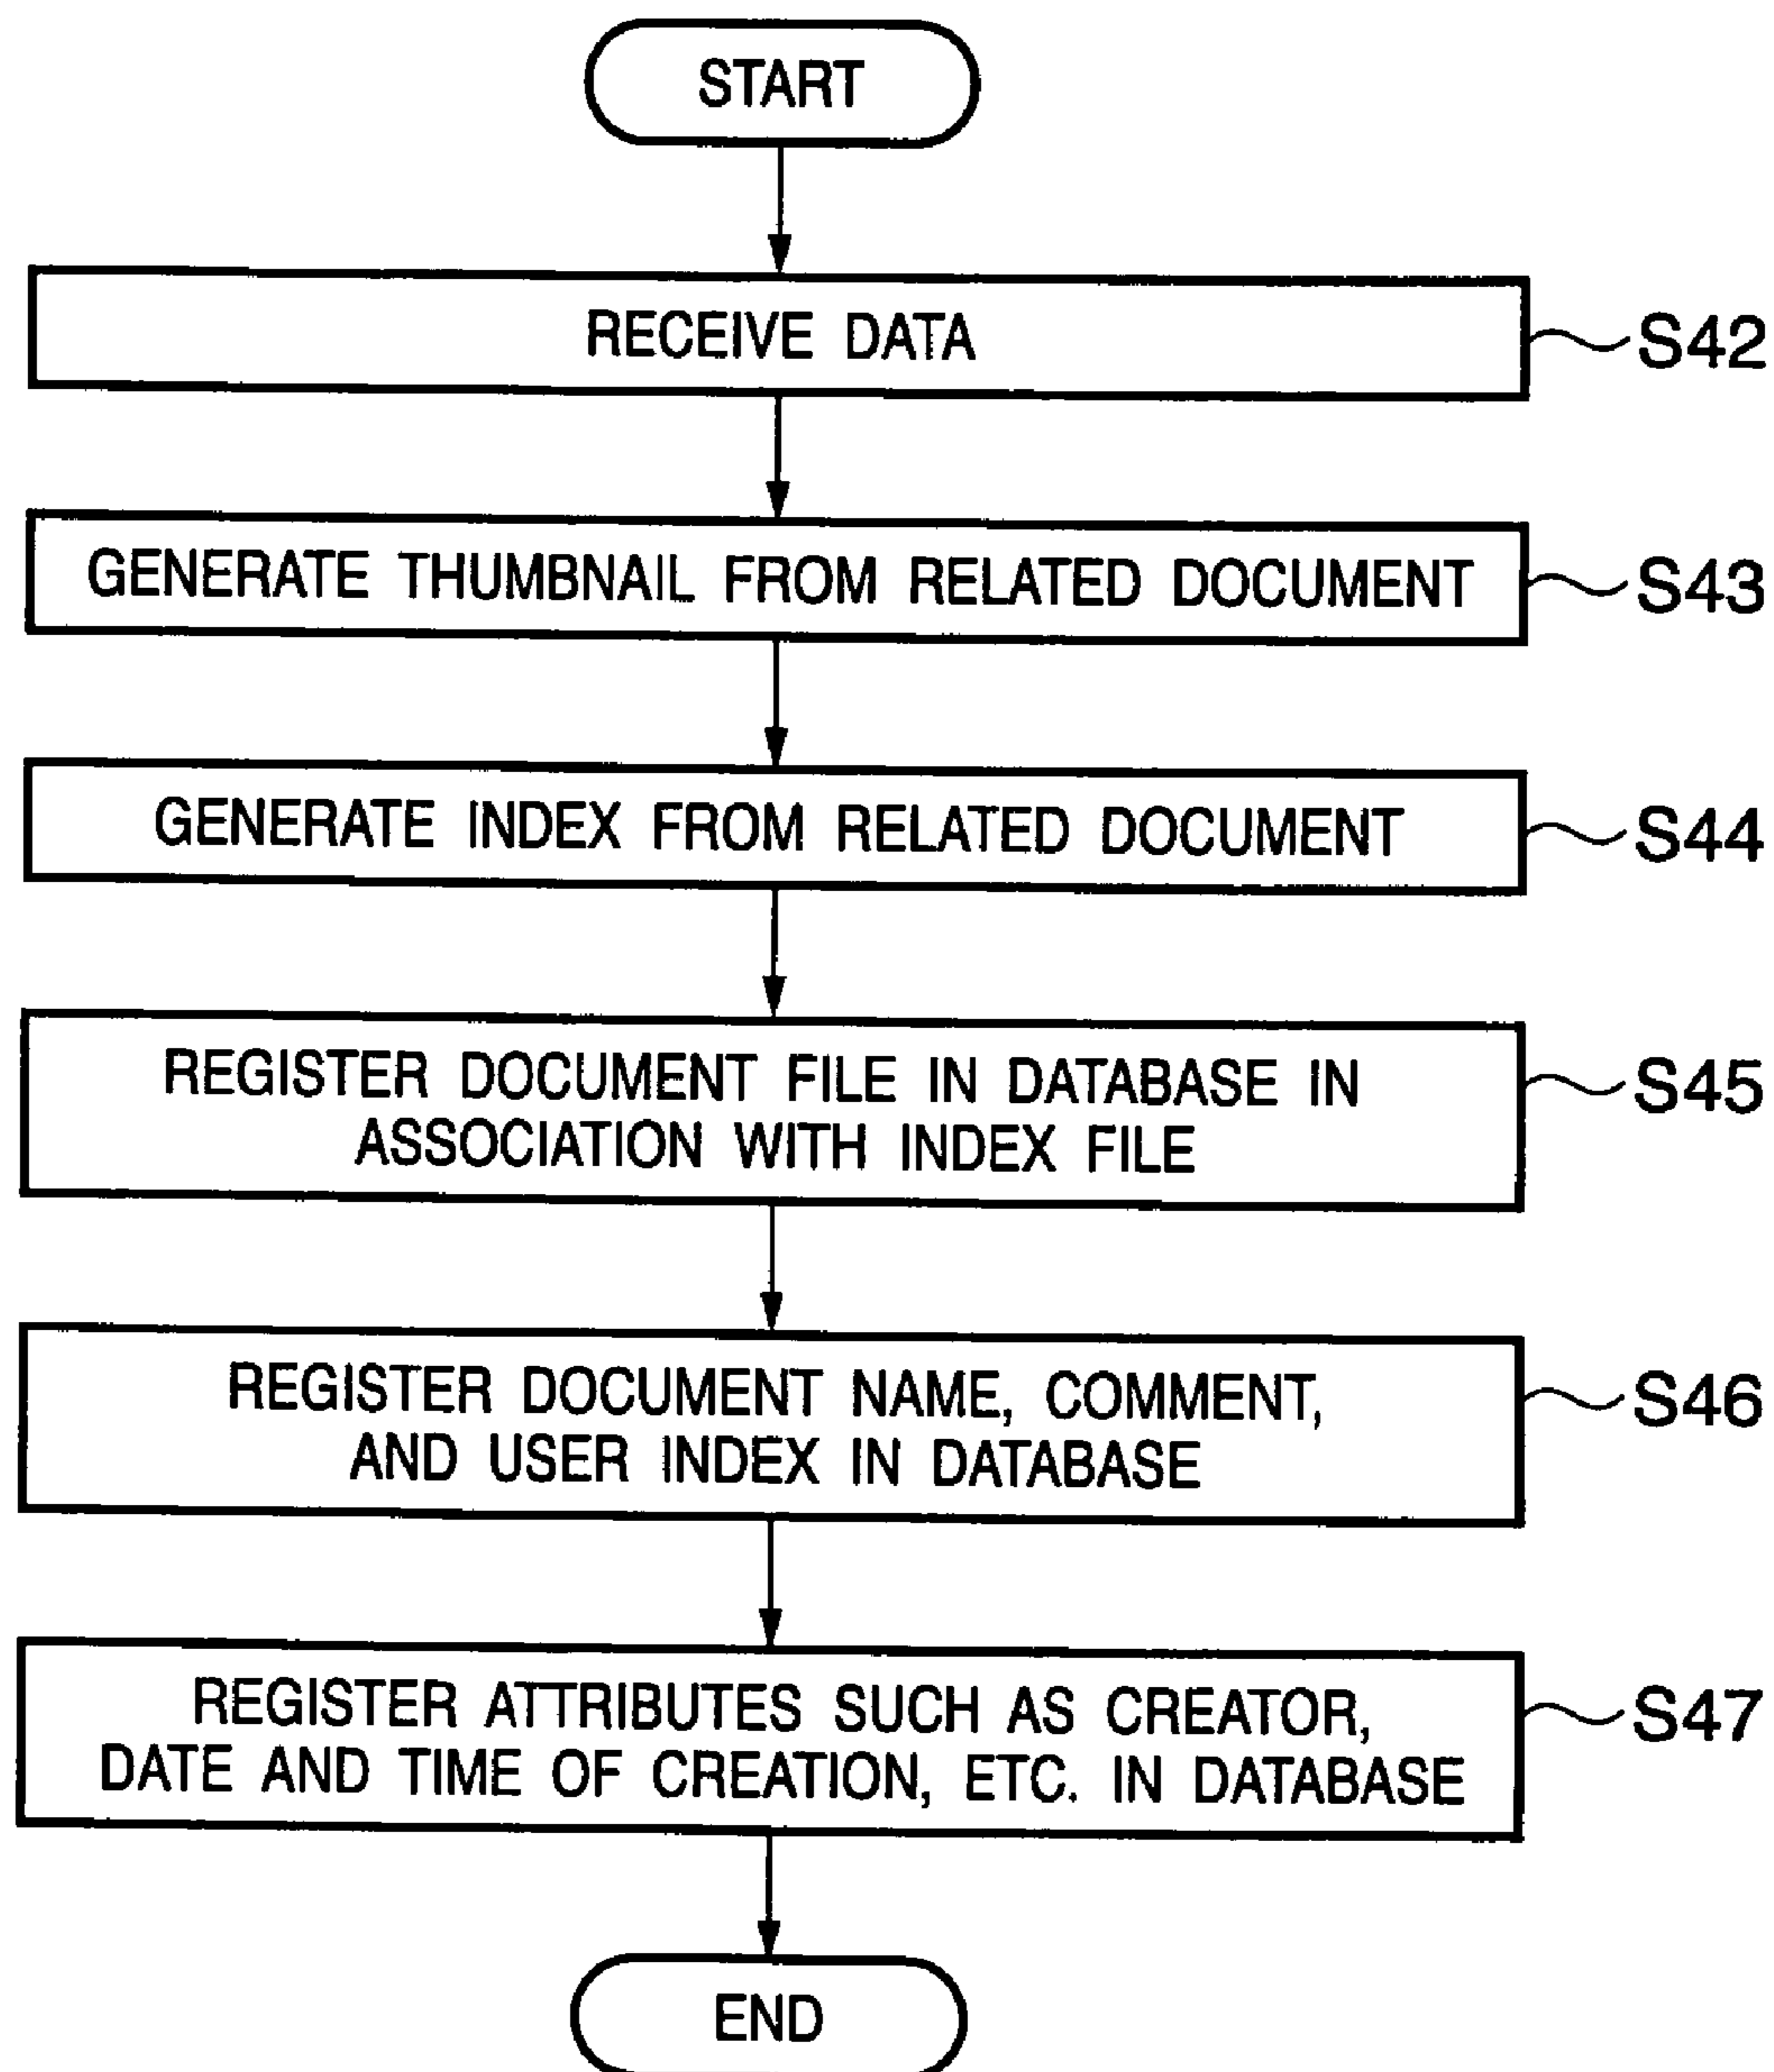 START
RECEIVE DATA
S42
GENERATE THUMBNAIL FROM RELATED DOCUMENT
S43
GENERATE INDEX FROM RELATED DOCUMENT
S44
REGISTER DOCUMENT FILE IN DATABASE IN
ASSOCIATION WITH INDEX FILE
S45
REGISTER DOCUMENT NAME, COMMENT,
AND USER INDEX IN DATABASE
S46
REGISTER ATTRIBUTES SUCH AS CREATOR,
DATE AND TIME OF CREATION, ETC. IN DATABASE
S47
END